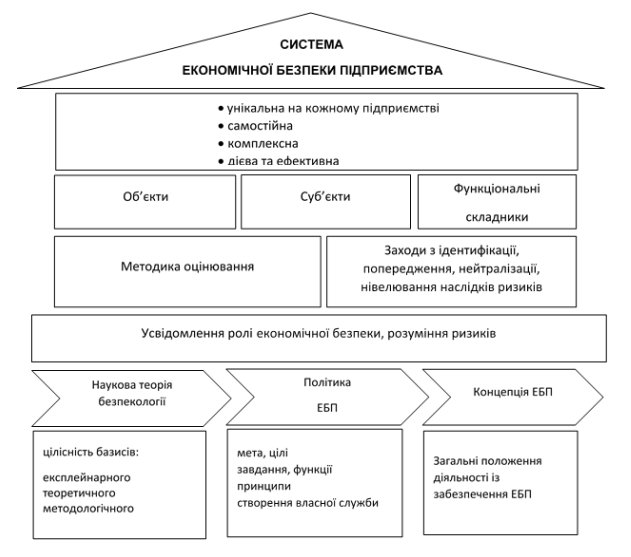 СИСТЕМА
ЕКОНОМІЧНОЇ БЕЗПЕКИ ПІДПРИЄМСТВА
• унікальна на кожному підприємстві
• самостійна
• комплексна
• дієва та ефективна
Об’єкти
Суб’єкти
Функціональні
складники
Методика оцінювання
Заходи з ідентифікації,
попередження, нейтралізації,
нівелювання наслідків ризиків
Усвідомлення ролі економічної безпеки, розуміння ризиків
Наукова теорія
безпекології
Політика
ЕБП
Концепція ЕБП
цілісність базисів:
експлейнарного
теоретичного
методологічного
мета, цілі
завдання, функції
принципи
створення власної служби
Загальні положення
діяльності із
забезпечення ЕБП